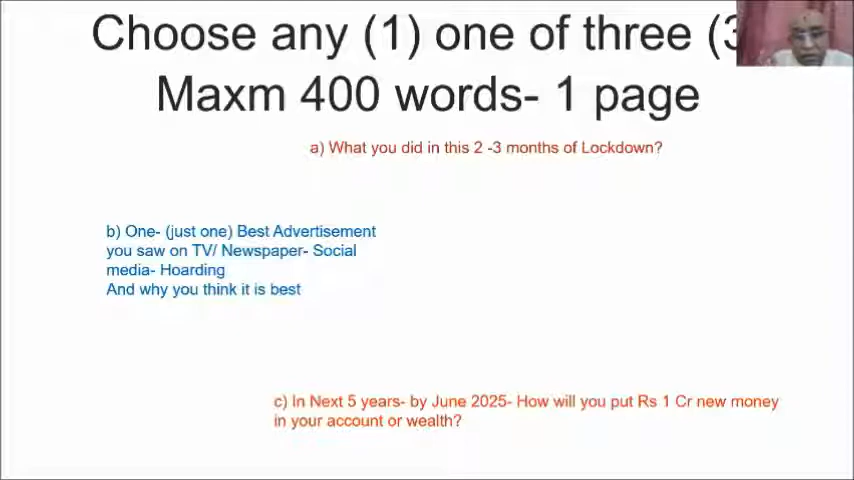 Choose any (1) one of three (3
Maxm 400 words- 1 page
a) What you did in this 2 -3 months of Lockdown?
b) One- (just one) Best Advertisement
you saw on TV/ Newspaper- Social
media- Hoarding
And why you think it is best
c) In Next 5 years- by June 2025- How will you put Rs 1 Cr new money
in your account or wealth?